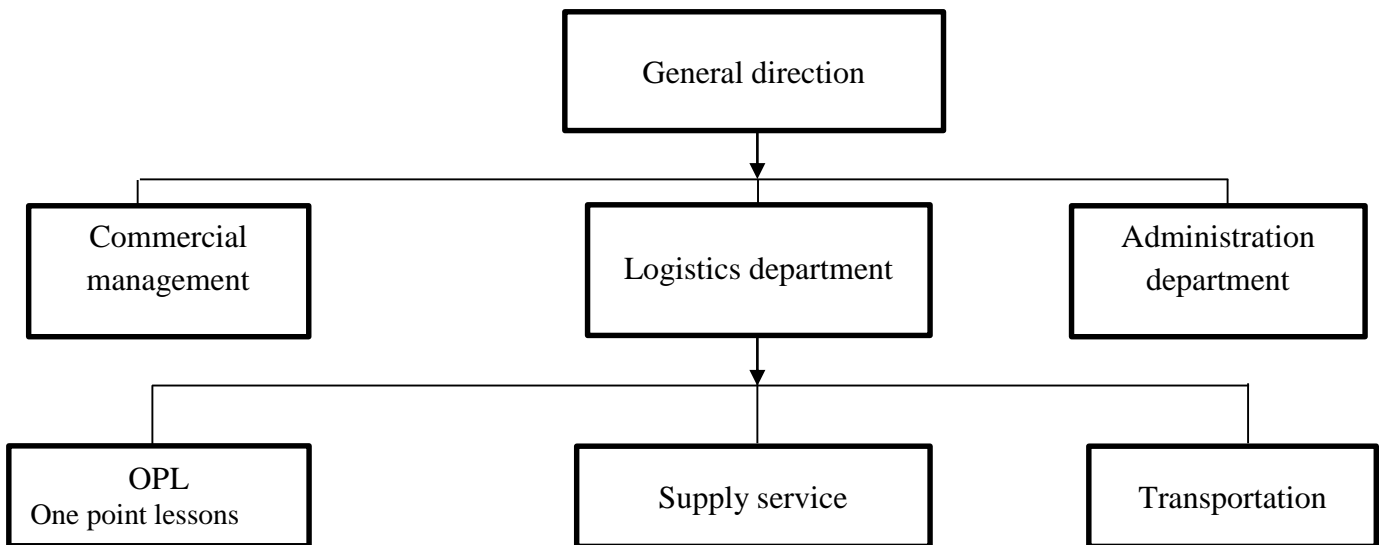 General direction
Commercial
management
Logistics department
Administration
department
OPL
One point lessons
Supply service
Transportation